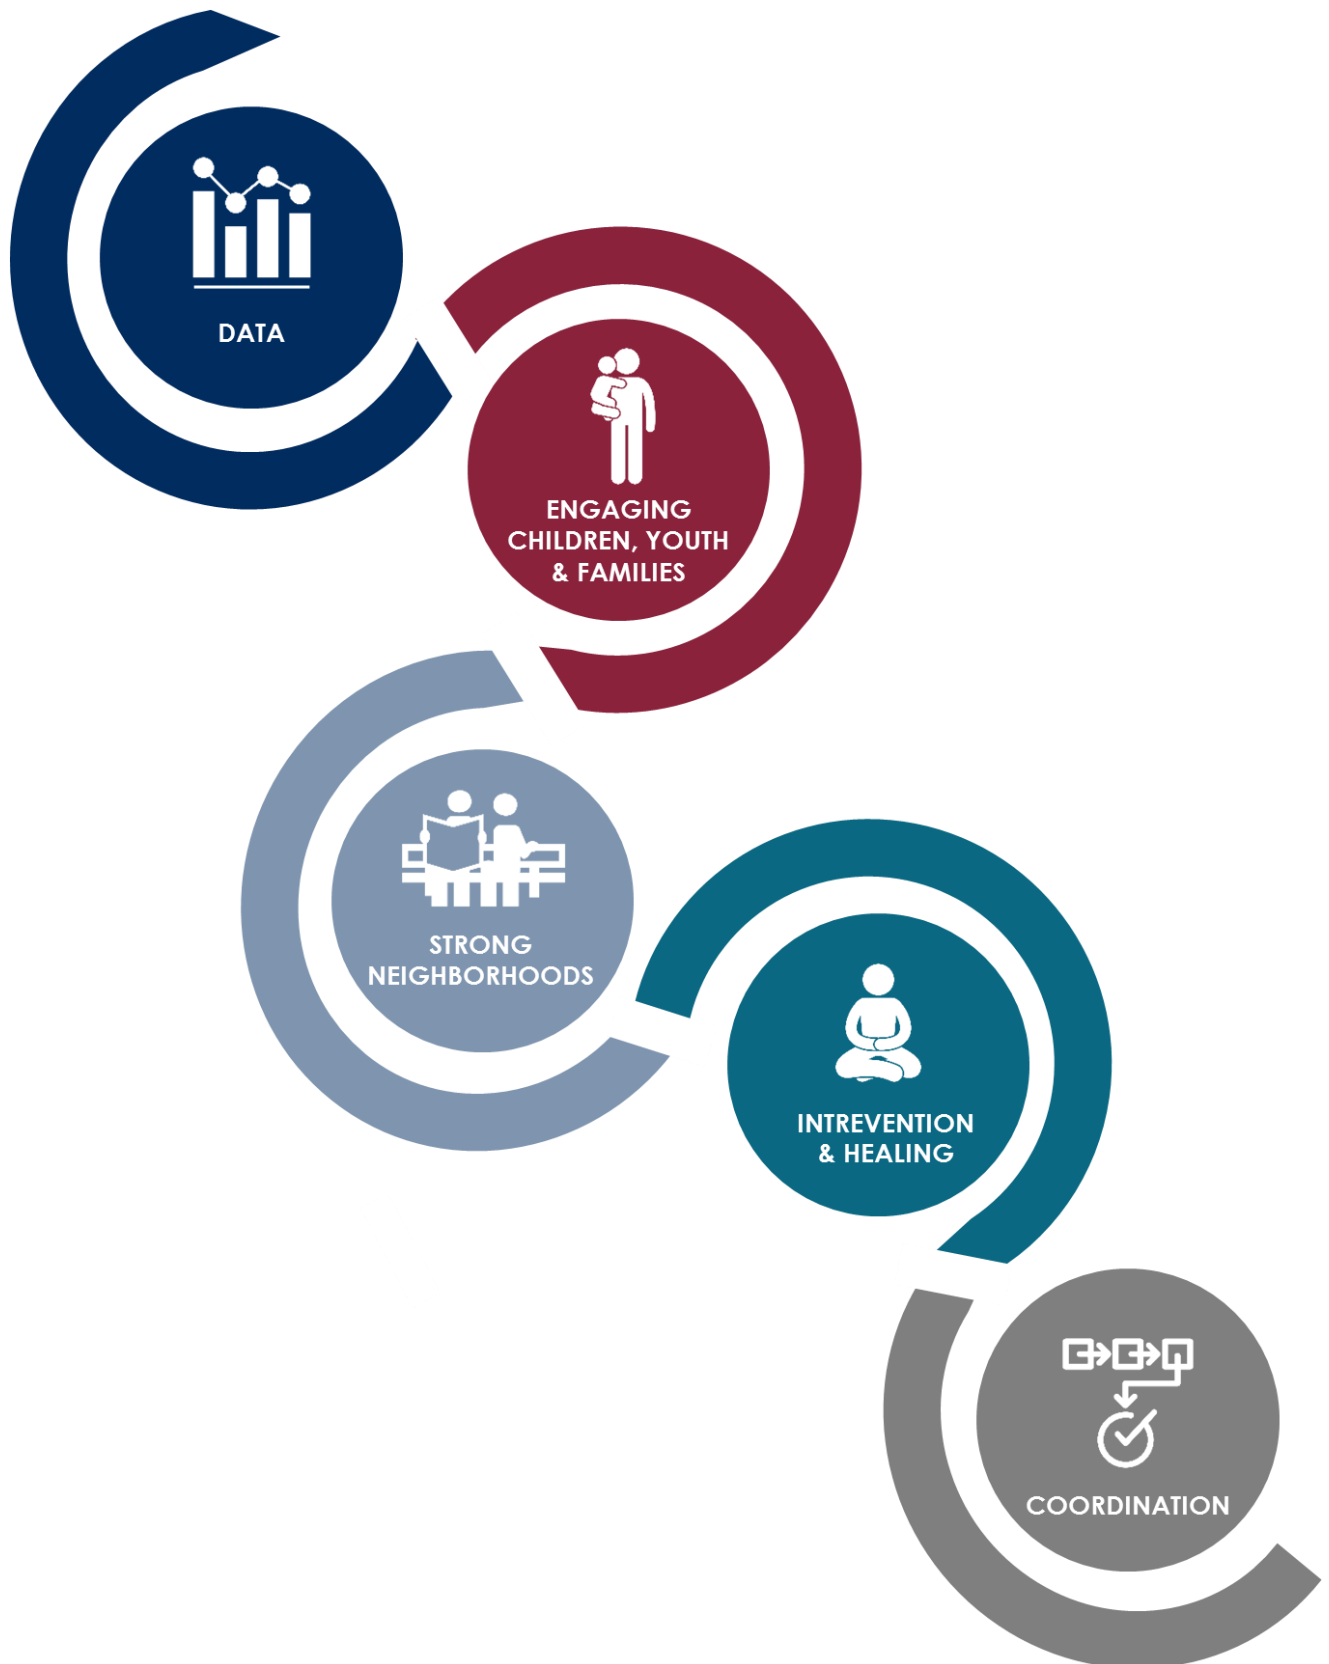 DATA
ENGAGING
CHILDREN, YOUTH
& FAMILIES
STRONG
NEIGHBORHOODS
INTREVENTION
& HEALING
COORDINATION